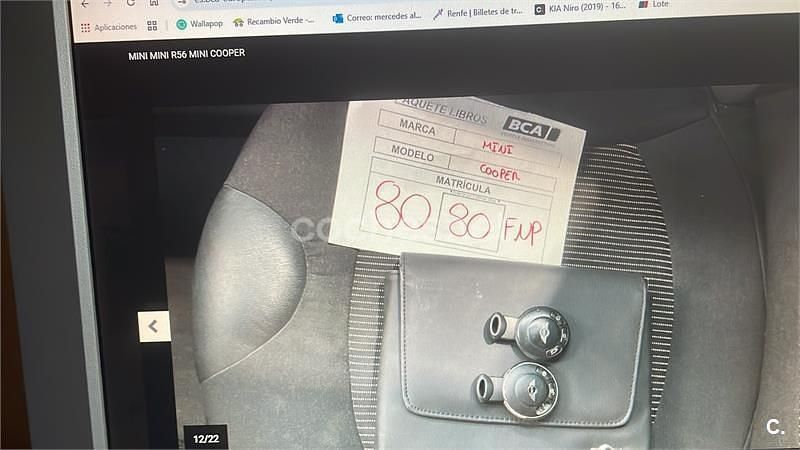 Aplicaciones
Wallapop
Recambio Verde -...
Correo: mercedes al...
Renfe | Billetes de tr...
KIA Niro (2019) - 16...
Lote
MINI MINI R56 MINI COOPER
AQUETE LIBROS
BCA
MARCA MINI
MODELO COOPER
MATRÍCULA
80 80 FNP
12/22
C.